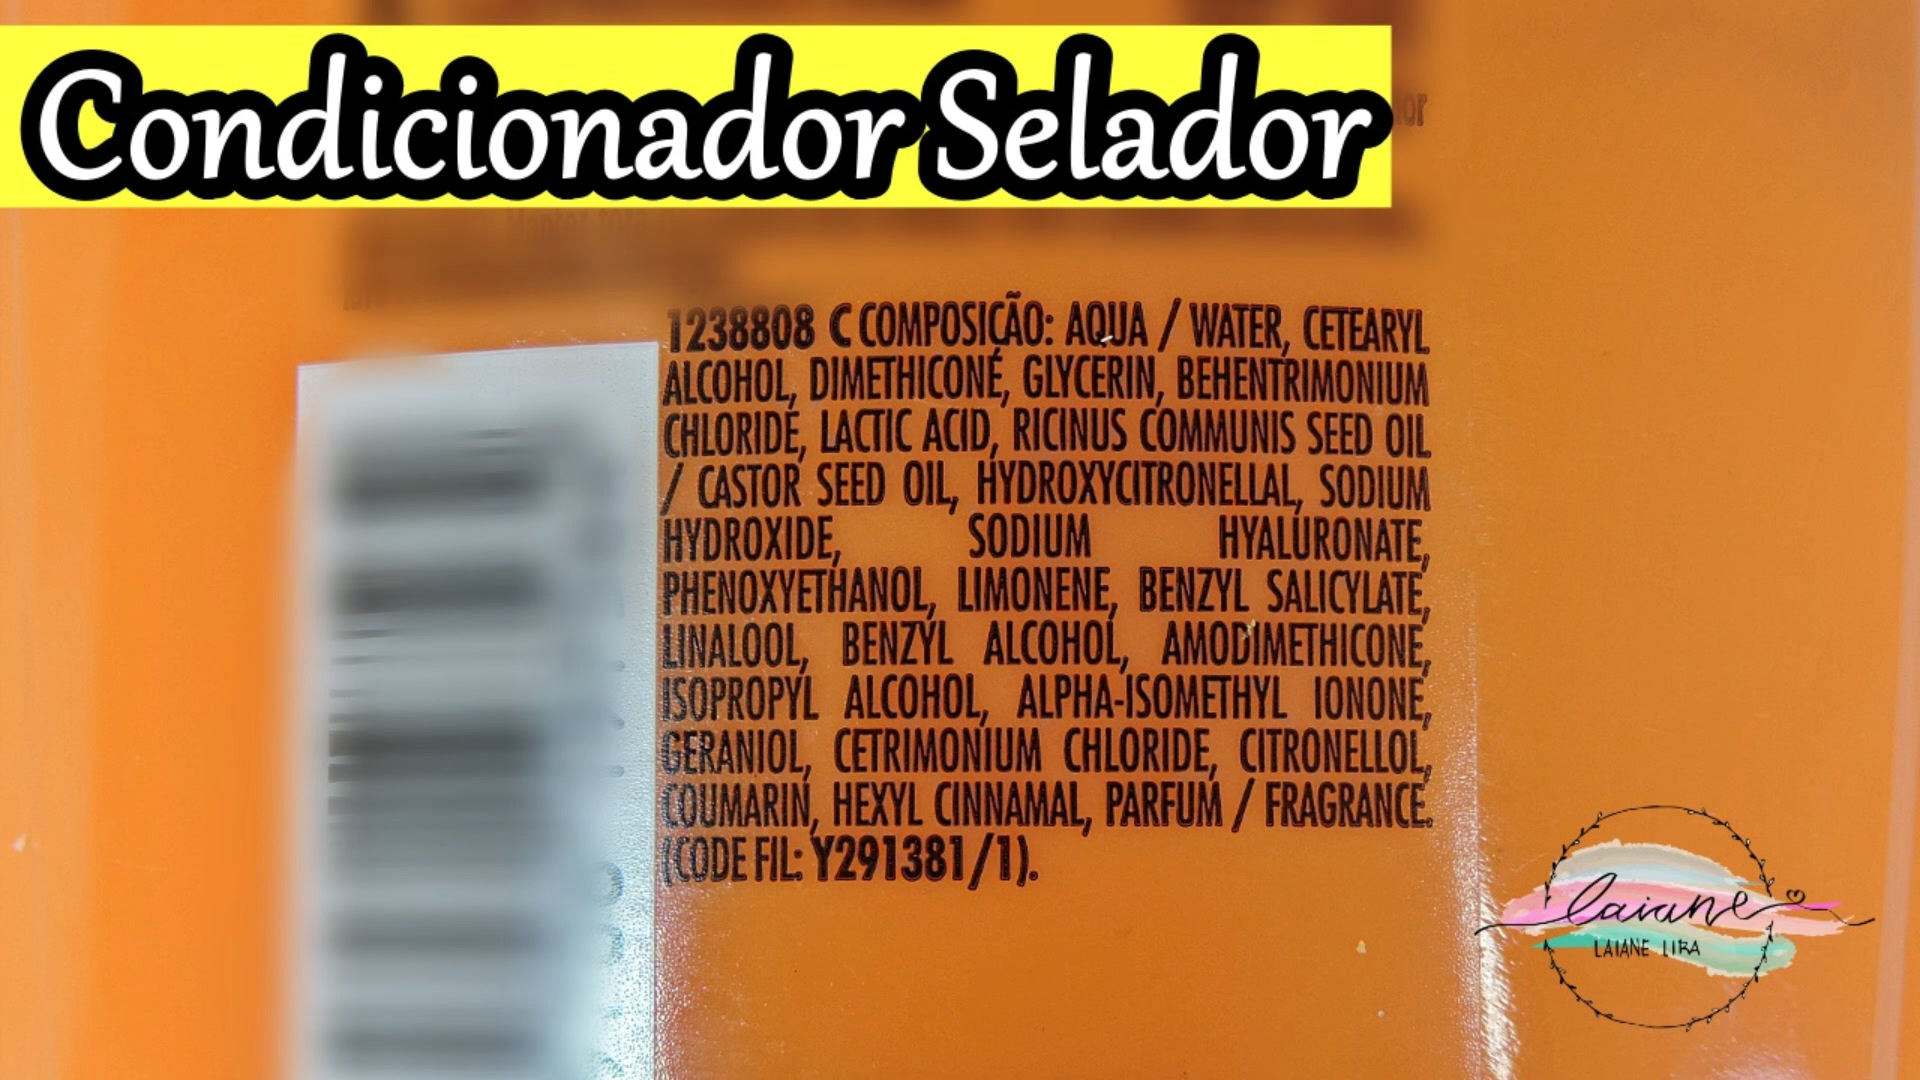 Condicionador Selador
1238808 C COMPOSIÇÃO: AQUA / WATER, CETEARYL
ALCOHOL, DIMETHICONE, GLYCERIN, BEHENTRIMONIUM
CHLORIDE, LACTIC ACID, RICINUS COMMUNIS SEED OIL
/ CASTOR SEED OIL, HYDROXYCITRONELLAL, SODIUM
HYDROXIDE, SODIUM HYALURONATE,
PHENOXYETHANOL, LIMONENE, BENZYL SALICYLATE,
LINALOOL, BENZYL ALCOHOL, AMODIMETHICONE,
ISOPROPYL ALCOHOL, ALPHA-ISOMETHYL IONONE,
GERANIOL, CETRIMONIUM CHLORIDE, CITRONELLOL,
COUMARIN, HEXYL CINNAMAL, PARFUM / FRAGRANCE.
(CODE FIL: Y291381/1).
laiane
LAIANE LIRA